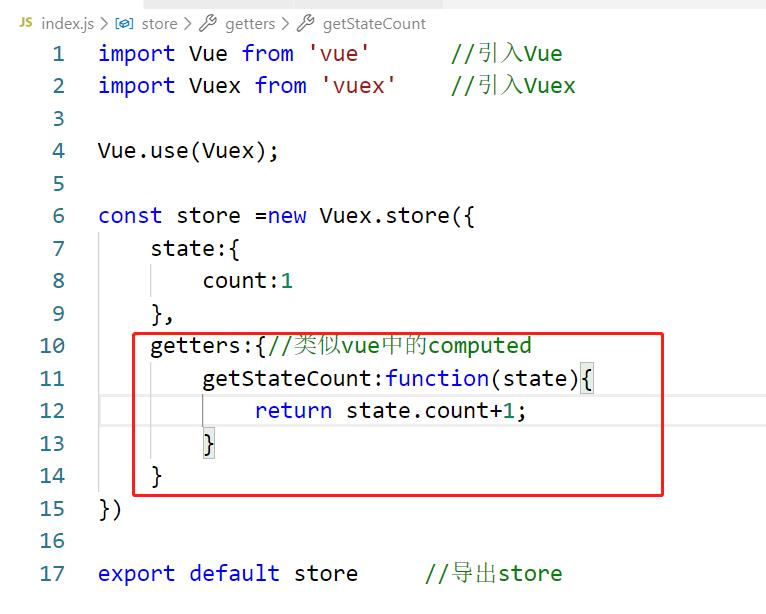 JS index.js > store > getters > getStateCount
1 import Vue from 'vue' //引入Vue
2 import Vuex from 'vuex' //引入Vuex
3
4 Vue.use(Vuex);
5
6 const store =new Vuex.store({
7 state:{
8 count:1
9 },
10 getters:{//类似vue中的computed
11 getStateCount:function(state){
12 return state.count+1;
13 }
14 }
15 })
16
17 export default store //导出store